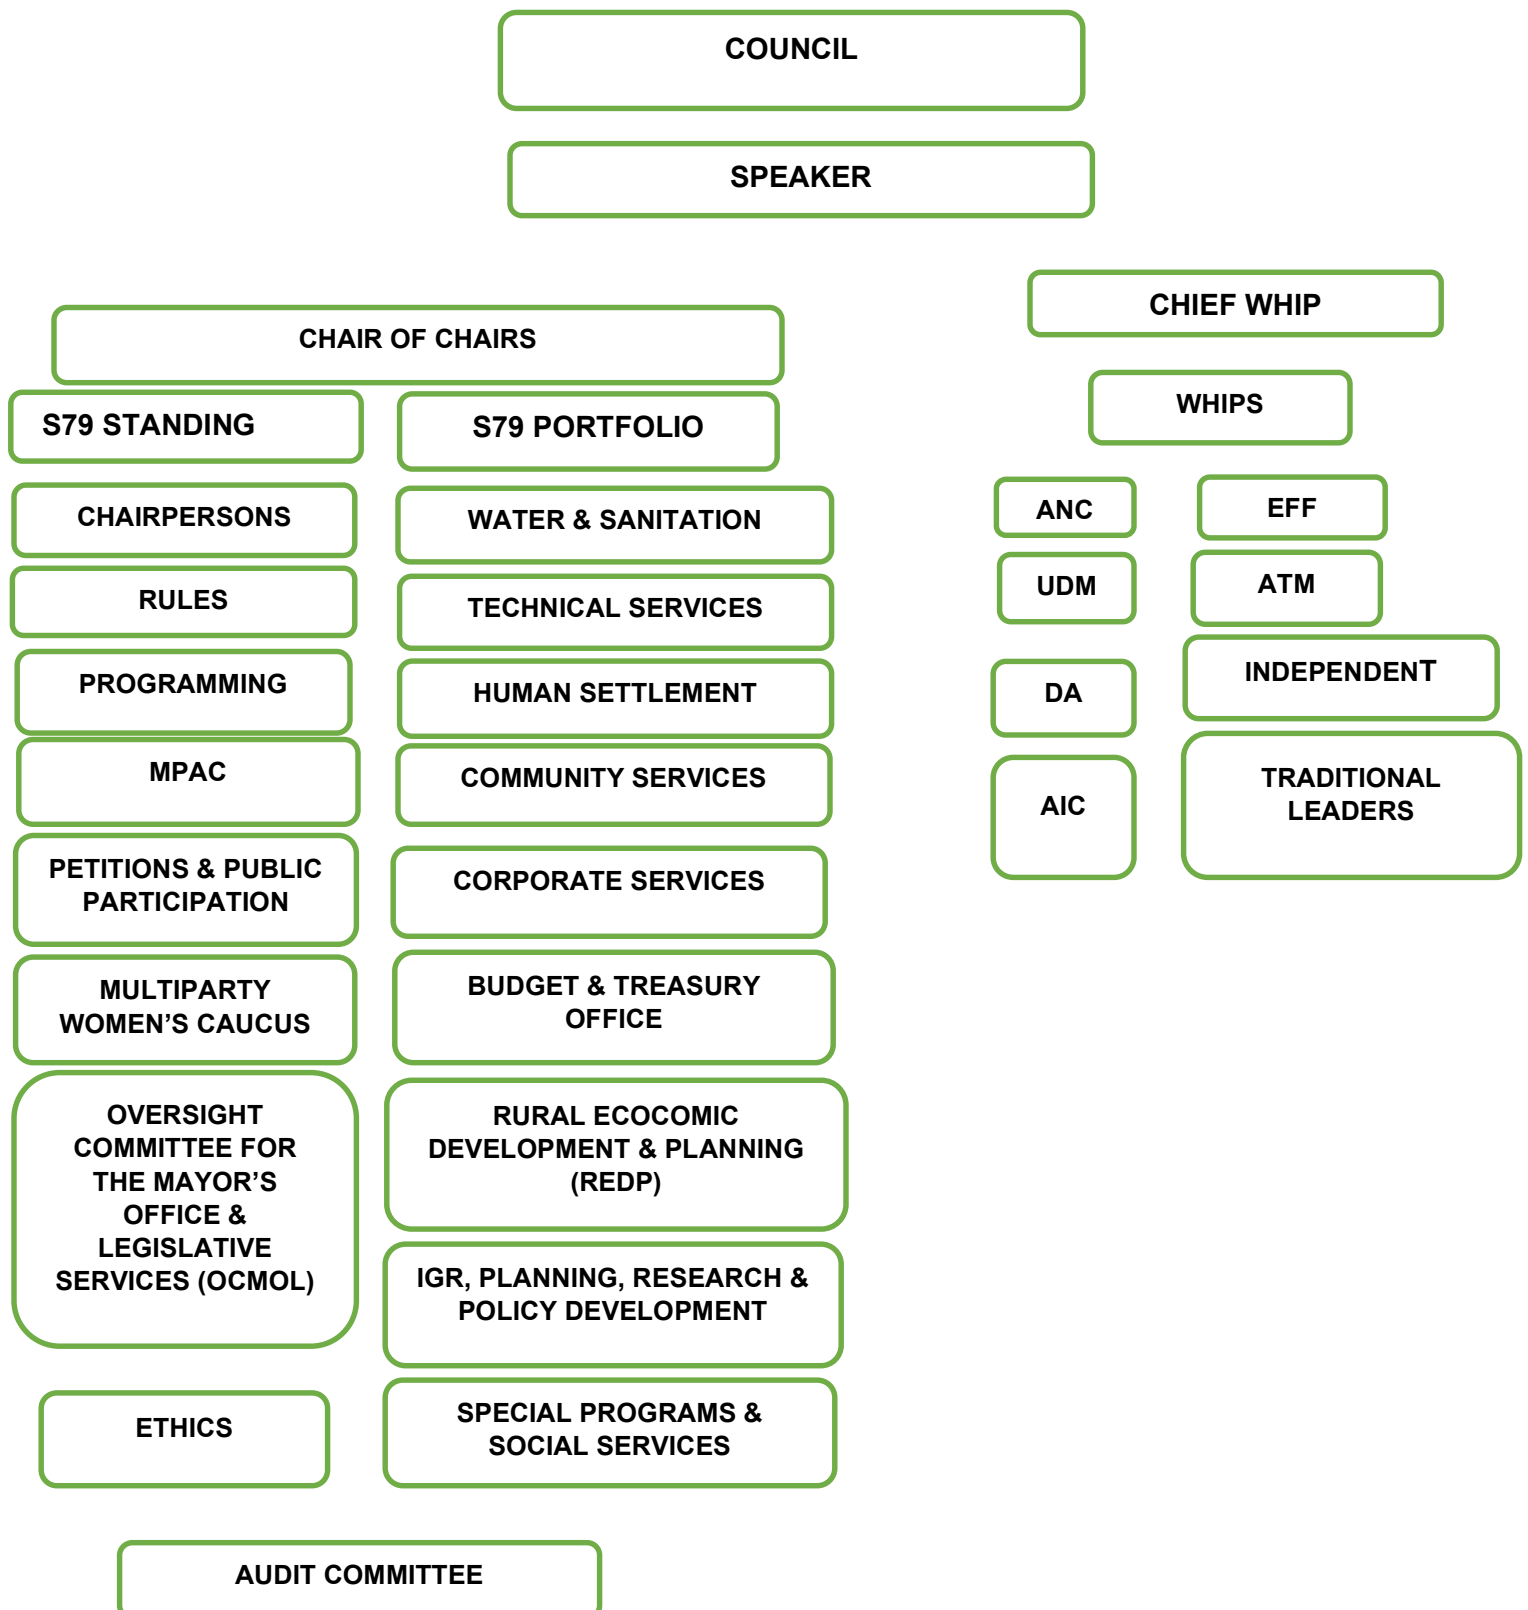 COUNCIL
SPEAKER
CHIEF WHIP
CHAIR OF CHAIRS
S79 STANDING
CHAIRPERSONS
RULES
PROGRAMMING
MPAC
PETITIONS & PUBLIC
PARTICIPATION
MULTIPARTY
WOMEN’S CAUCUS
OVERSIGHT
COMMITTEE FOR
THE MAYOR’S
OFFICE &
LEGISLATIVE
SERVICES (OCMOL)
ETHICS
S79 PORTFOLIO
WATER & SANITATION
TECHNICAL SERVICES
HUMAN SETTLEMENT
COMMUNITY SERVICES
CORPORATE SERVICES
BUDGET & TREASURY
OFFICE
RURAL ECOCOMIC
DEVELOPMENT & PLANNING
(REDP)
IGR, PLANNING, RESEARCH &
POLICY DEVELOPMENT
SPECIAL PROGRAMS &
SOCIAL SERVICES
WHIPS
ANC
UDM
DA
AIC
EFF
ATM
INDEPENDENT
TRADITIONAL
LEADERS
AUDIT COMMITTEE